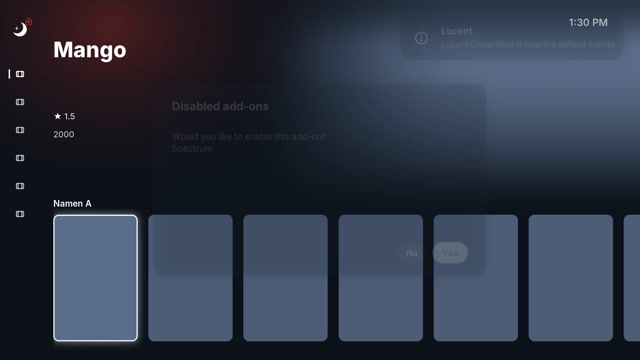 1:30 PM
Lucent
Mango
Disabled add-ons
★ 1.5
2000
Would you like to enable this add-on?
Spectrum
Namen A
No
Yes